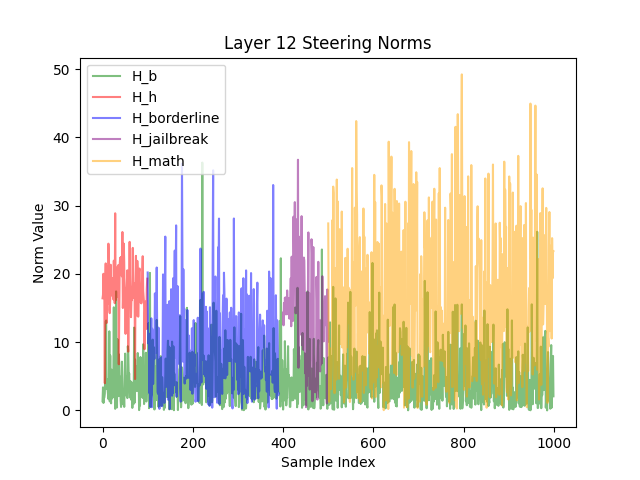 Layer 12 Steering Norms
H_b
H_h
H_borderline
H_jailbreak
H_math
Norm Value
50
40
30
20
10
0
0 200 400 600 800 1000
Sample Index